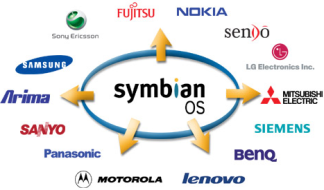 FUJITSU
NOKIA
Sony Ericsson
sendo
SAMSUNG
LG Electronics Inc.
symbian
OS
Arima
MITSUBISHI
ELECTRIC
SANYO
SIEMENS
Panasonic
BenQ
MOTOROLA
lenovo